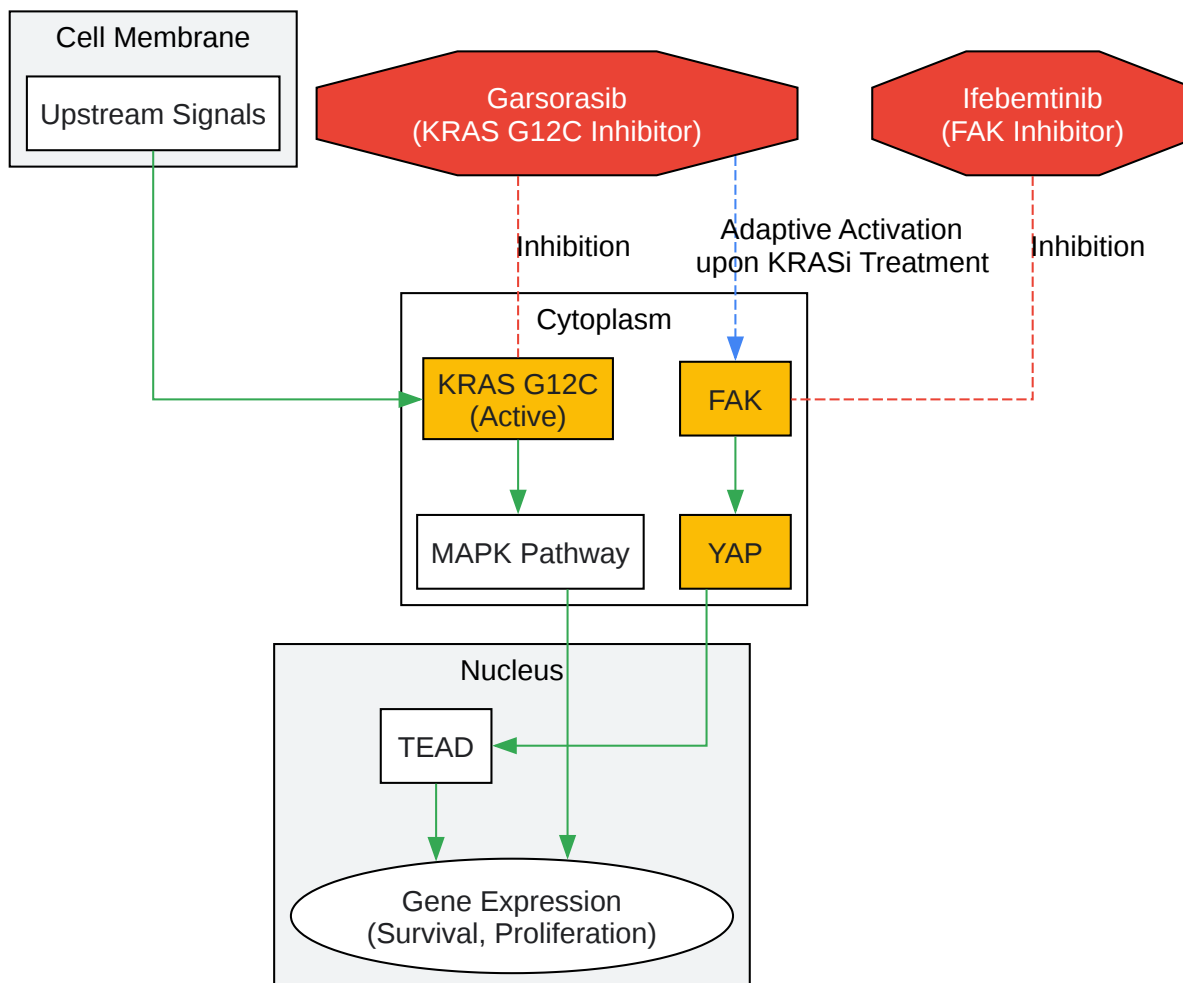 Cell Membrane
Upstream Signals
Garsorasib
(KRAS G12C Inhibitor)
Ifebemtinib
(FAK Inhibitor)
Inhibition
Adaptive Activation
upon KRASi Treatment
Inhibition
Cytoplasm
KRAS G12C
(Active)
FAK
MAPK Pathway
YAP
Nucleus
TEAD
Gene Expression
(Survival, Proliferation)